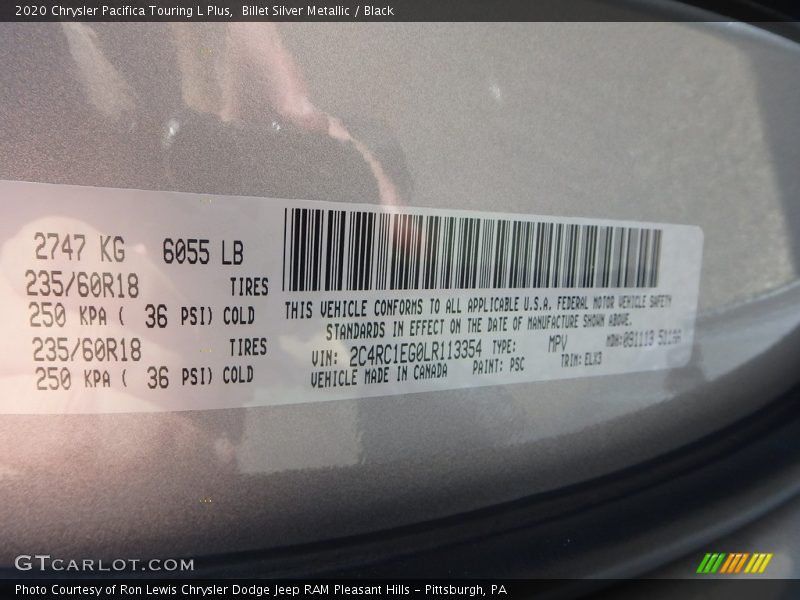 2020 Chrysler Pacifica Touring L Plus, Billet Silver Metallic / Black
2747 KG 6055 LB
235/60R18 TIRES
250 KPA ( 36 PSI) COLD
235/60R18 TIRES
250 KPA ( 36 PSI) COLD
THIS VEHICLE CONFORMS TO ALL APPLICABLE U.S.A. FEDERAL MOTOR VEHICLE SAFETY
STANDARDS IN EFFECT ON THE DATE OF MANUFACTURE SHOWN ABOVE.
VIN: 2C4RC1EG0LR113354 TYPE: MPV MDH:091113
VEHICLE MADE IN CANADA PAINT: PSC TRIM: ELX3
GTCARLOT.COM
Photo Courtesy of Ron Lewis Chrysler Dodge Jeep RAM Pleasant Hills - Pittsburgh, PA